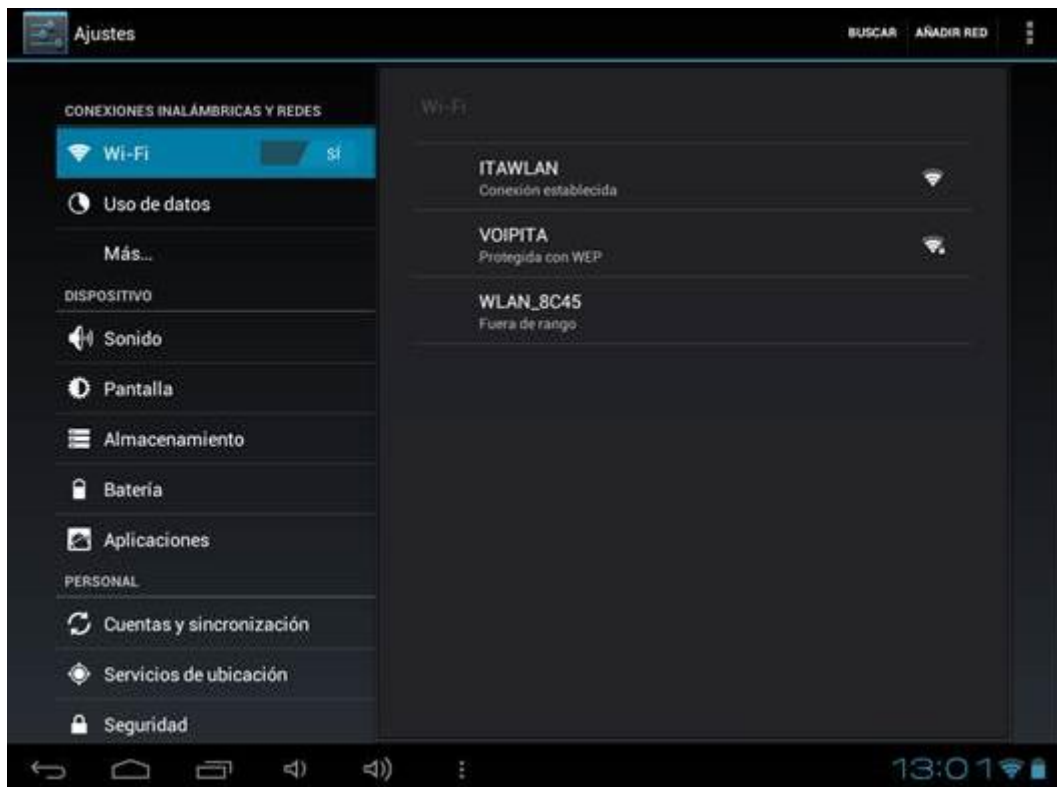 Ajustes
BUSCAR AÑADIR RED
CONEXIONES INALÁMBRICAS Y REDES
Wi-Fi SÍ
Uso de datos
Más...
DISPOSITIVO
Sonido
Pantalla
Almacenamiento
Batería
Aplicaciones
PERSONAL
Cuentas y sincronización
Servicios de ubicación
Seguridad
Wi-Fi
ITAWLAN
Conexión establecida
VOIPITA
Protegida con WEP
WLAN_8C45
Fuera de rango
13:01